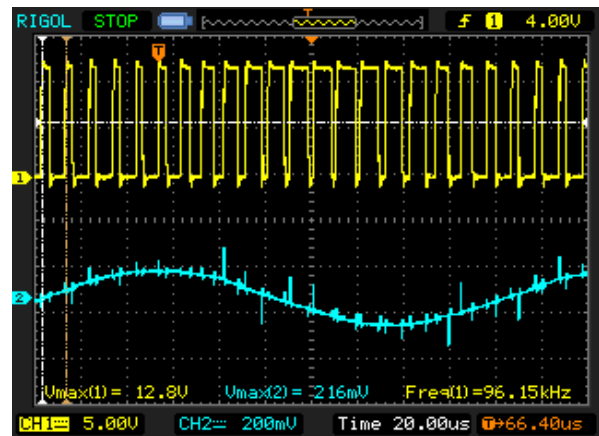 RIGOL STOP T f 1 4.00V
T
1
2
Vmax(1)= 12.8V Vmax(2)= 216mV Freq(1)=96.15kHz
CH1 5.00V CH2 200mV Time 20.00us T→66.40us